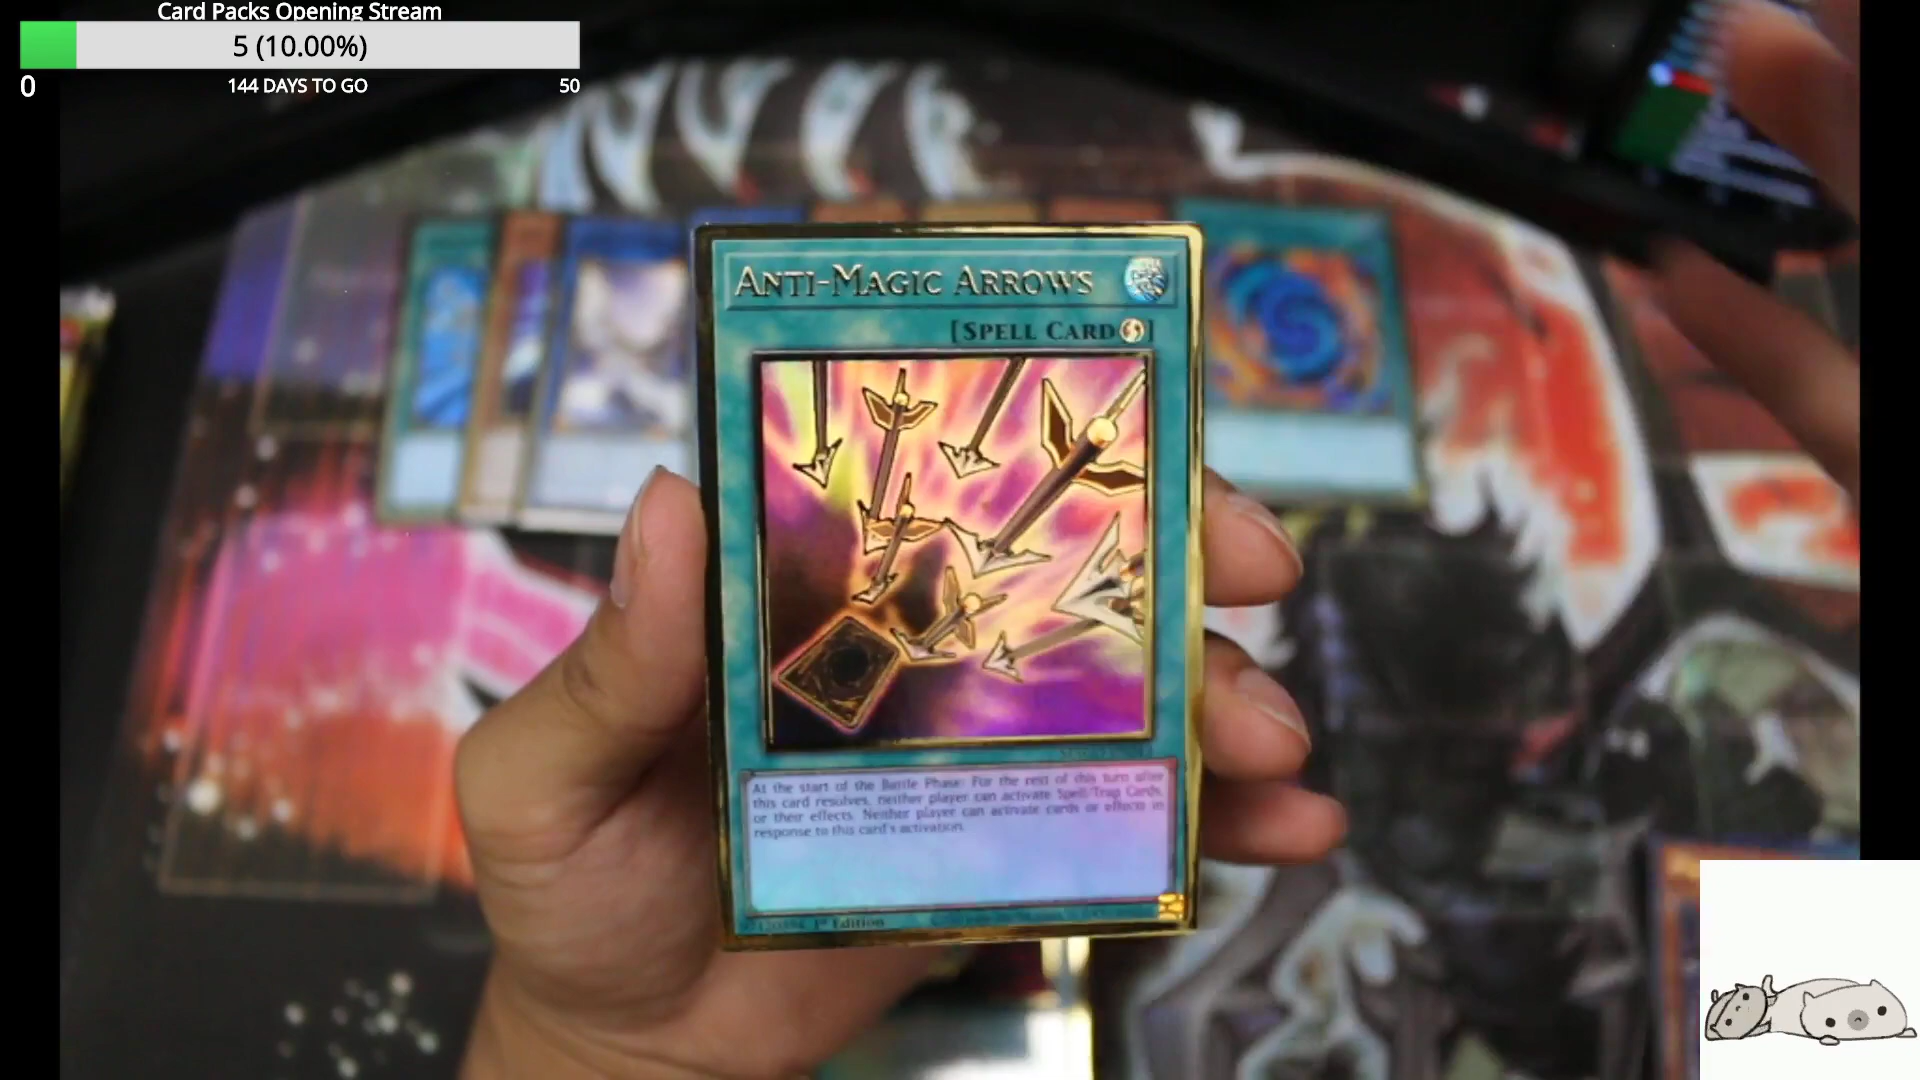 Card Packs Opening Stream
5 (10.00%)
0
144 DAYS TO GO
50
ANTI-MAGIC ARROWS
[SPELL CARD]
At the start of the Battle Phase: For the rest of this turn after
this card resolves, neither player can activate Spell/Trap Cards,
or their effects. Neither player can activate cards or effects in
response to this card's activation.
1st Edition